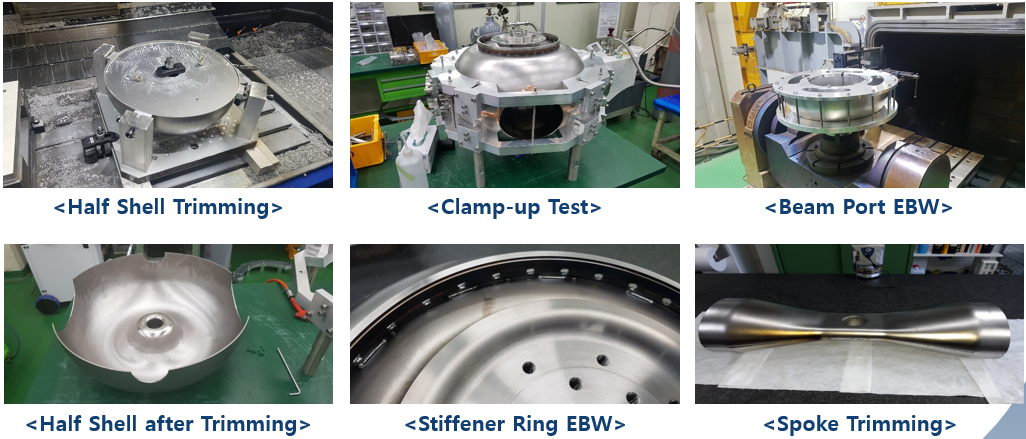 <Half Shell Trimming>
<Clamp-up Test>
<Beam Port EBW>
<Half Shell after Trimming>
<Stiffener Ring EBW>
<Spoke Trimming>